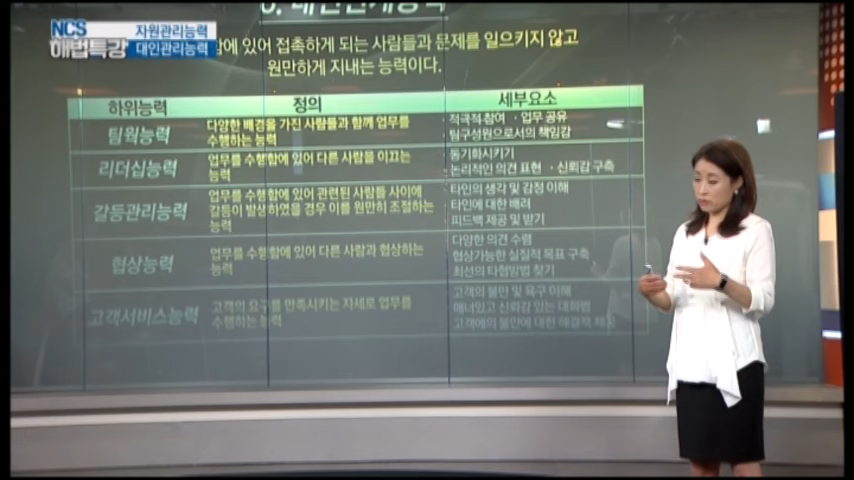 NCS 자원관리능력
해법특강 대인관리능력
6. 대인관계능력
함에 있어 접촉하게 되는 사람들과 문제를 일으키지 않고
원만하게 지내는 능력이다.
하위능력 정의 세부요소
팀웍능력
다양한 배경을 가진 사람들과 함께 업무를
수행하는 능력
· 적극적 참여 · 업무 공유
· 팀구성원으로서의 책임감
리더십능력
업무를 수행함에 있어 다른 사람을 이끄는
능력
· 동기화시키기
· 논리적인 의견 표현 · 신뢰감 구축
갈등관리능력
업무를 수행함에 있어 관련된 사람들 사이에
갈등이 발생하였을 경우 이를 원만히 조절하는
능력
· 타인의 생각 및 감정 이해
· 타인에 대한 배려
· 피드백 제공 및 받기
협상능력
업무를 수행함에 있어 다른 사람과 협상하는
능력
· 다양한 의견 수렴
· 협상가능한 실질적 목표 구축
· 최선의 타협방법 찾기
고객서비스능력
고객의 요구를 만족시키는 자세로 업무를
수행하는 능력
· 고객의 불만 및 욕구 이해
· 매너있고 신뢰감 있는 대화법
· 고객에의 불만에 대한 해결책 제공